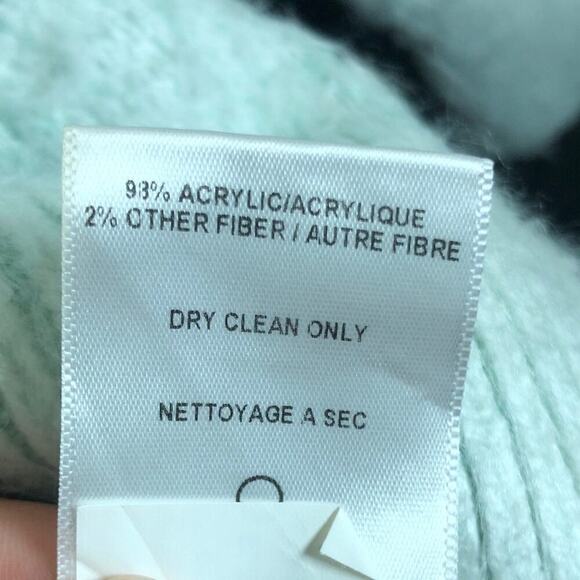 98% ACRYLIC/ACRYLIQUE
2% OTHER FIBER / AUTRE FIBRE
DRY CLEAN ONLY
NETTOYAGE A SEC